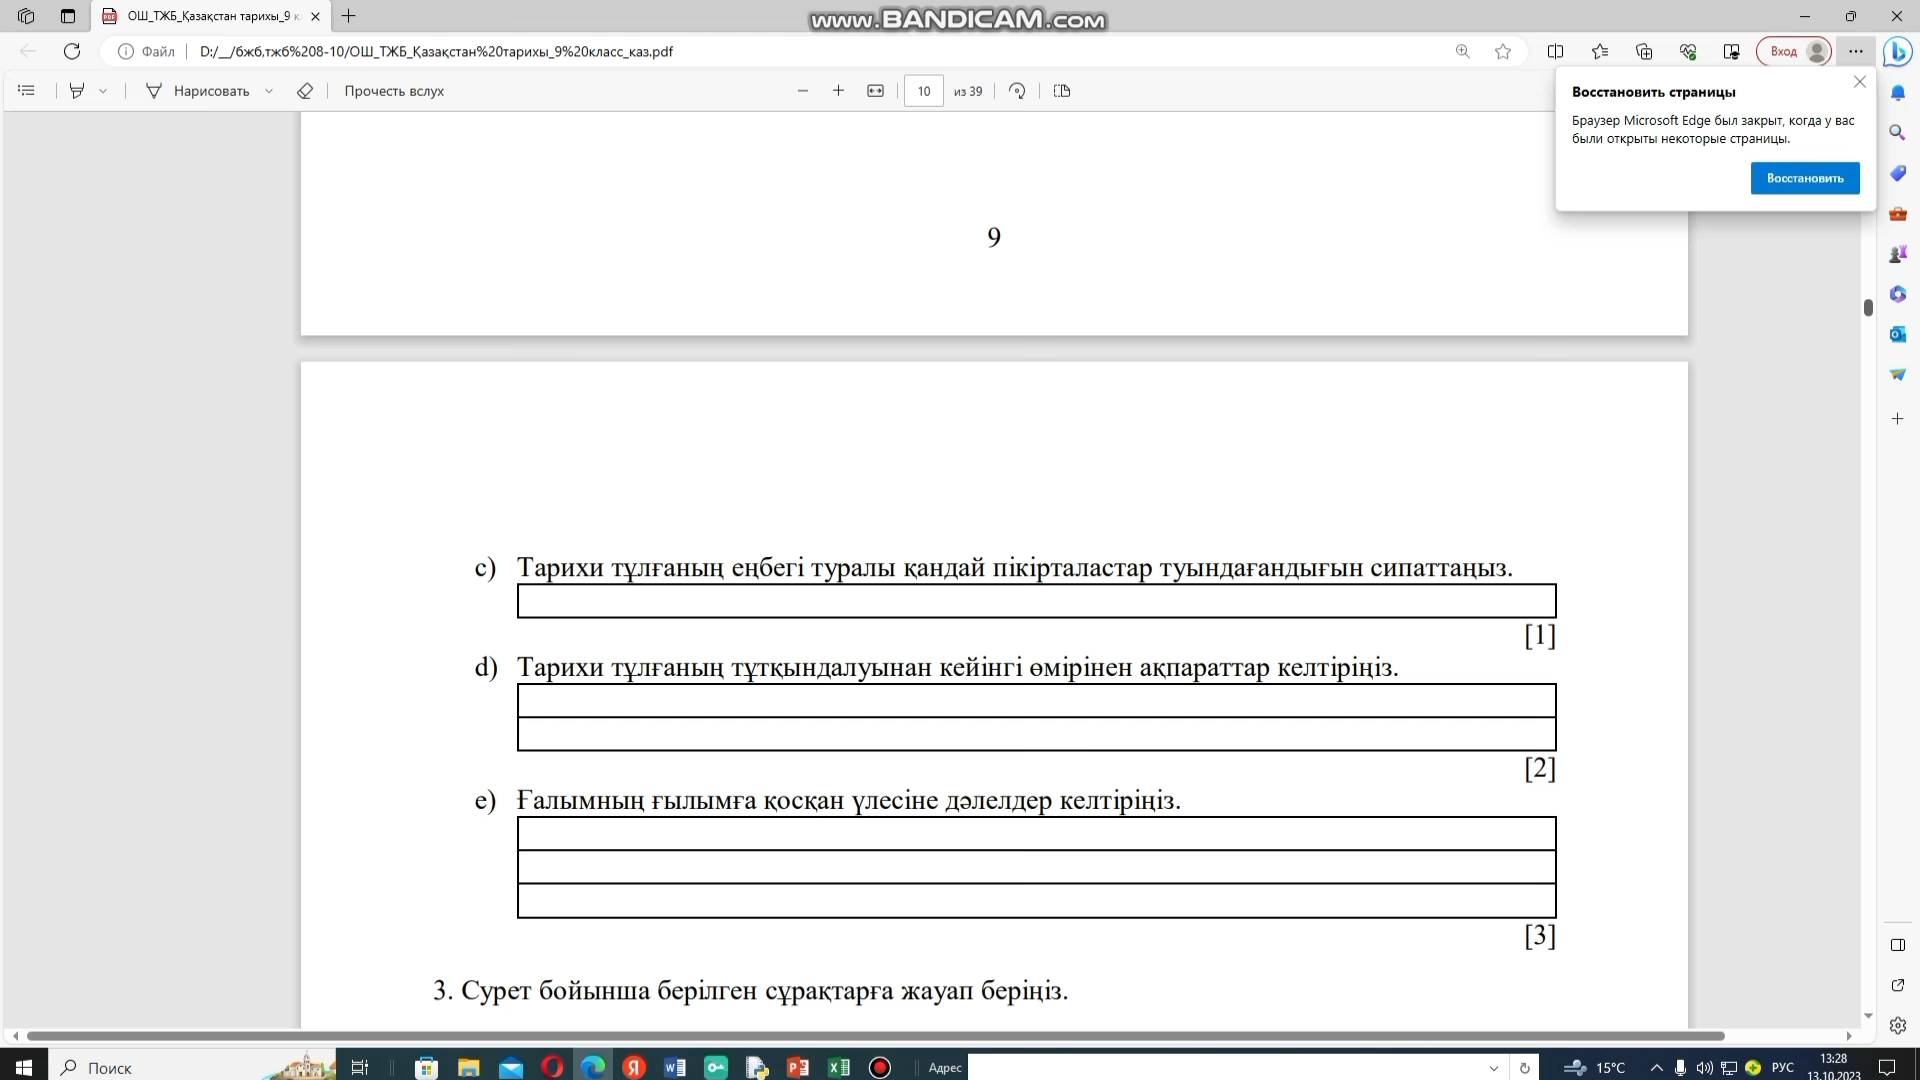 ОШ_ТЖБ_Қазақстан тарихы_9 к
www.BANDICAM.com
Файл
D:/__/бжб,тжб%208-10/ОШ_ТЖБ_Қазақстан%20тарихы_9%20класс_каз.pdf
Вход
Нарисовать
Прочесть вслух
10
из 39
Восстановить страницы
Браузер Microsoft Edge был закрыт, когда у вас
были открыты некоторые страницы.
Восстановить
9
c) Тарихи тұлғаның еңбегі туралы қандай пікірталастар туындағандығын сипаттаңыз.
[1]
d) Тарихи тұлғаның тұтқындалуынан кейінгі өмірінен ақпараттар келтіріңіз.
[2]
e) Ғалымның ғылымға қосқан үлесіне дәлелдер келтіріңіз.
[3]
3. Сурет бойынша берілген сұрақтарға жауап беріңіз.
Поиск
Адрес
15°C
РУС
13:28
13.10.2023